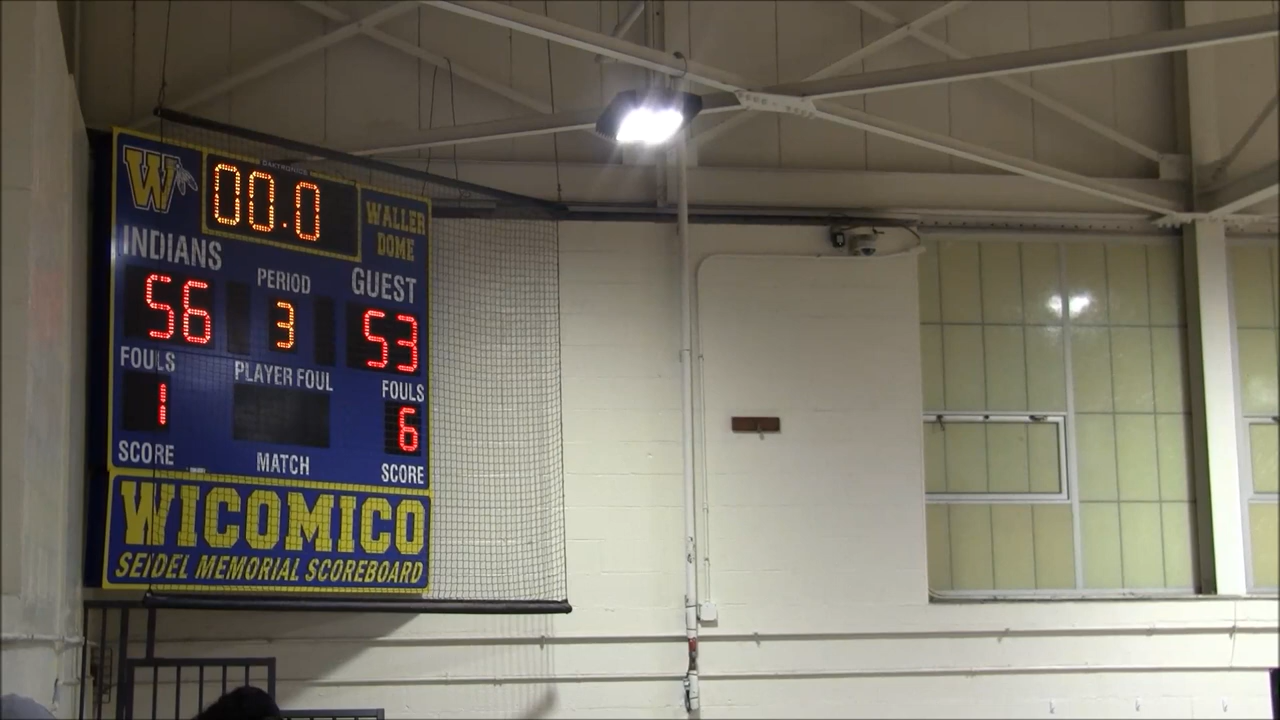 DAKTRONICS
W 00.0 WALLER
DOME
INDIANS PERIOD GUEST
56 3 53
FOULS PLAYER FOUL FOULS
1 6
SCORE MATCH SCORE
WICOMICO
SEIDEL MEMORIAL SCOREBOARD